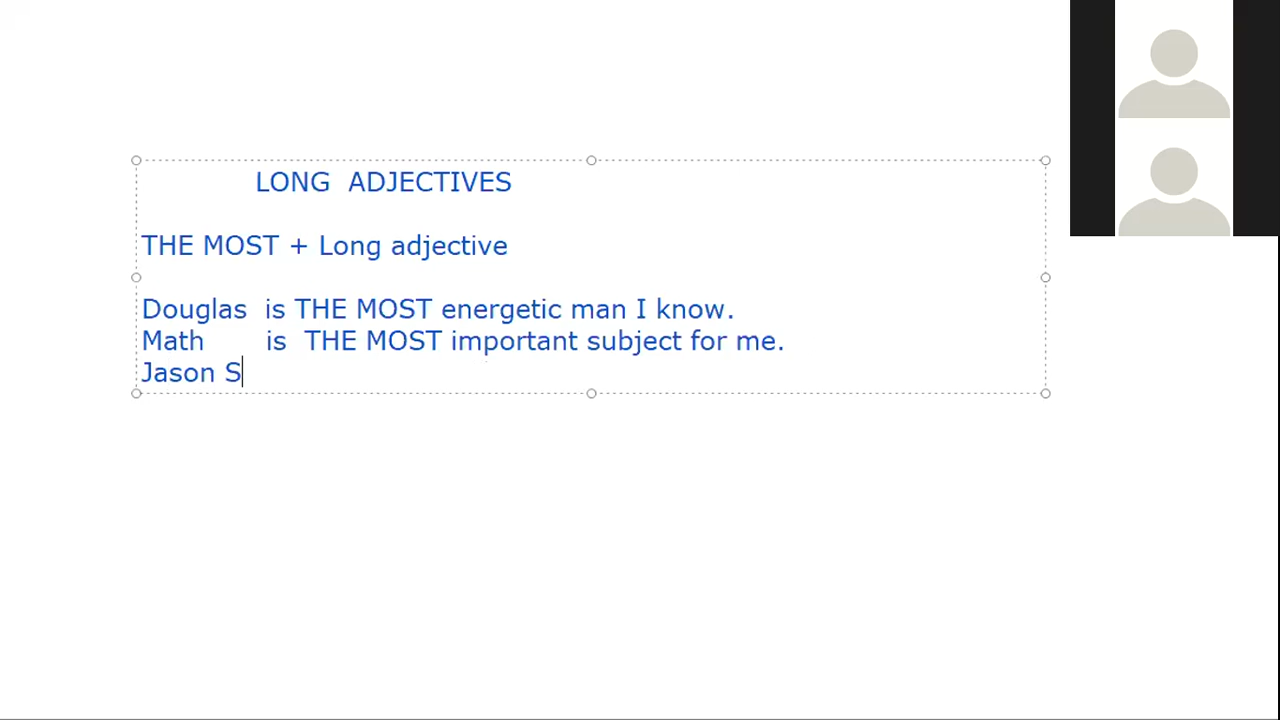 LONG ADJECTIVES
THE MOST + Long adjective
Douglas is THE MOST energetic man I know.
Math is THE MOST important subject for me.
Jason S